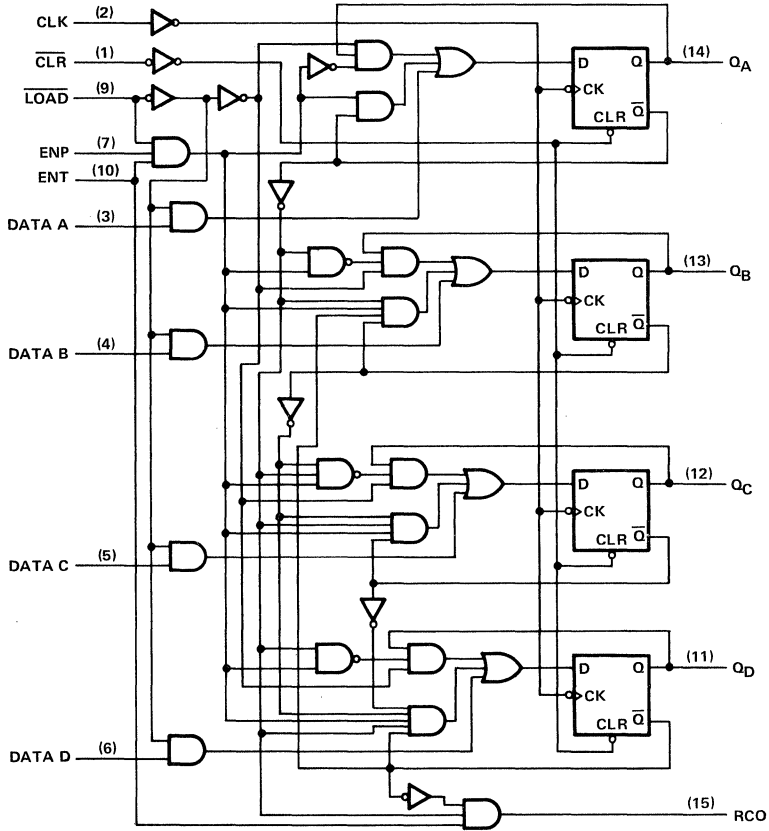 CLK (2)
CLR (1)
LOAD (9)
ENP (7)
ENT (10)
DATA A (3)
DATA B (4)
DATA C (5)
DATA D (6)
D Q (14) QA
CK
CLR Q
D Q (13) QB
CK
CLR Q
D Q (12) QC
CK
CLR Q
D Q (11) QD
CK
CLR Q
(15) RCO